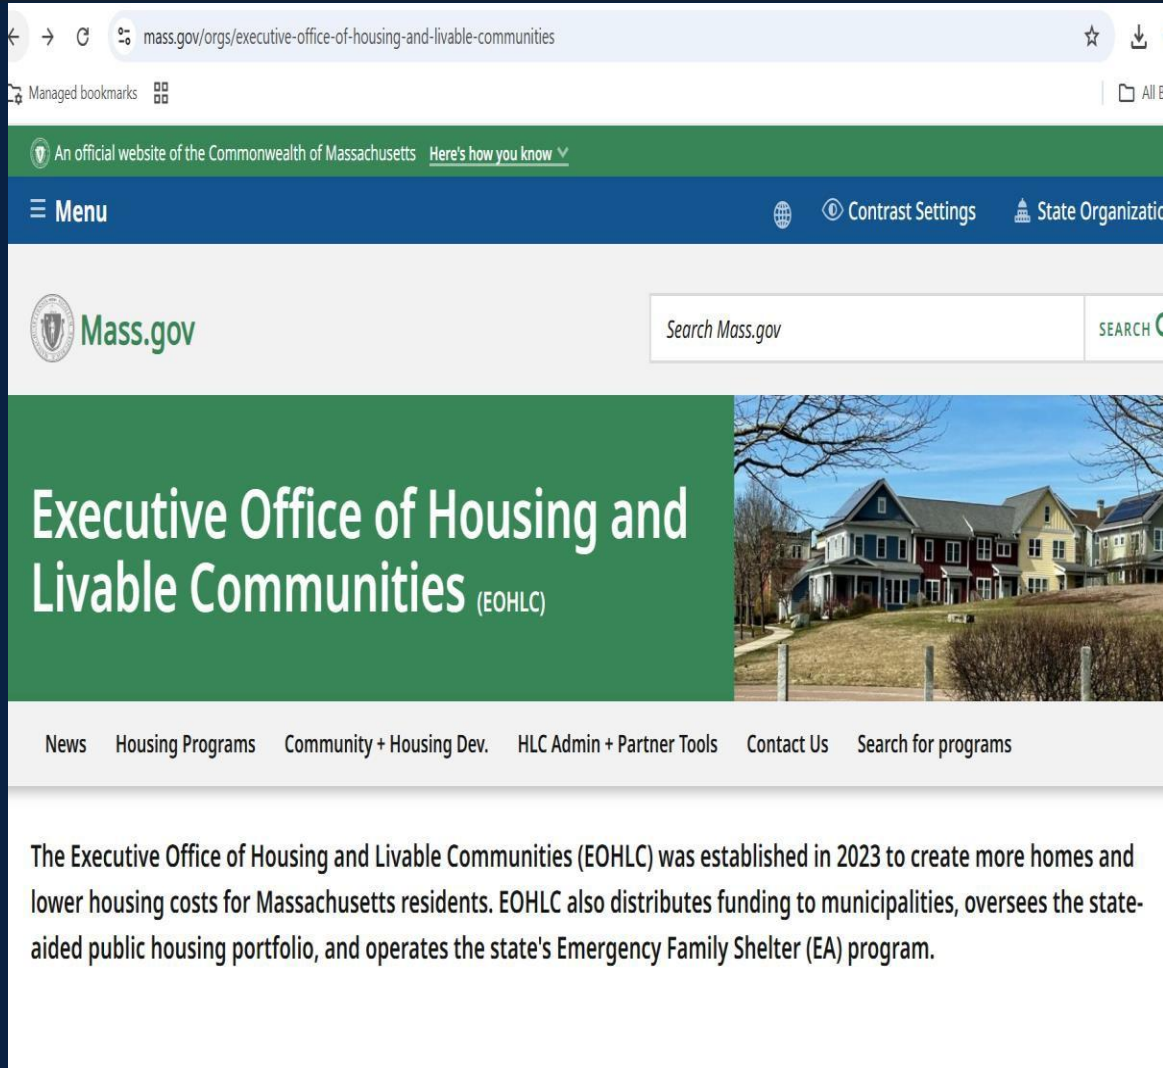 mass.gov/orgs/executive-office-of-housing-and-livable-communities
Managed bookmarks
All
An official website of the Commonwealth of Massachusetts Here's how you know
Menu
Contrast Settings
State Organizatio
Mass.gov
Search Mass.gov
SEARCH
Executive Office of Housing and
Livable Communities (EOHLC)
News Housing Programs Community + Housing Dev. HLC Admin + Partner Tools Contact Us Search for programs
The Executive Office of Housing and Livable Communities (EOHLC) was established in 2023 to create more homes and
lower housing costs for Massachusetts residents. EOHLC also distributes funding to municipalities, oversees the state-
aided public housing portfolio, and operates the state's Emergency Family Shelter (EA) program.